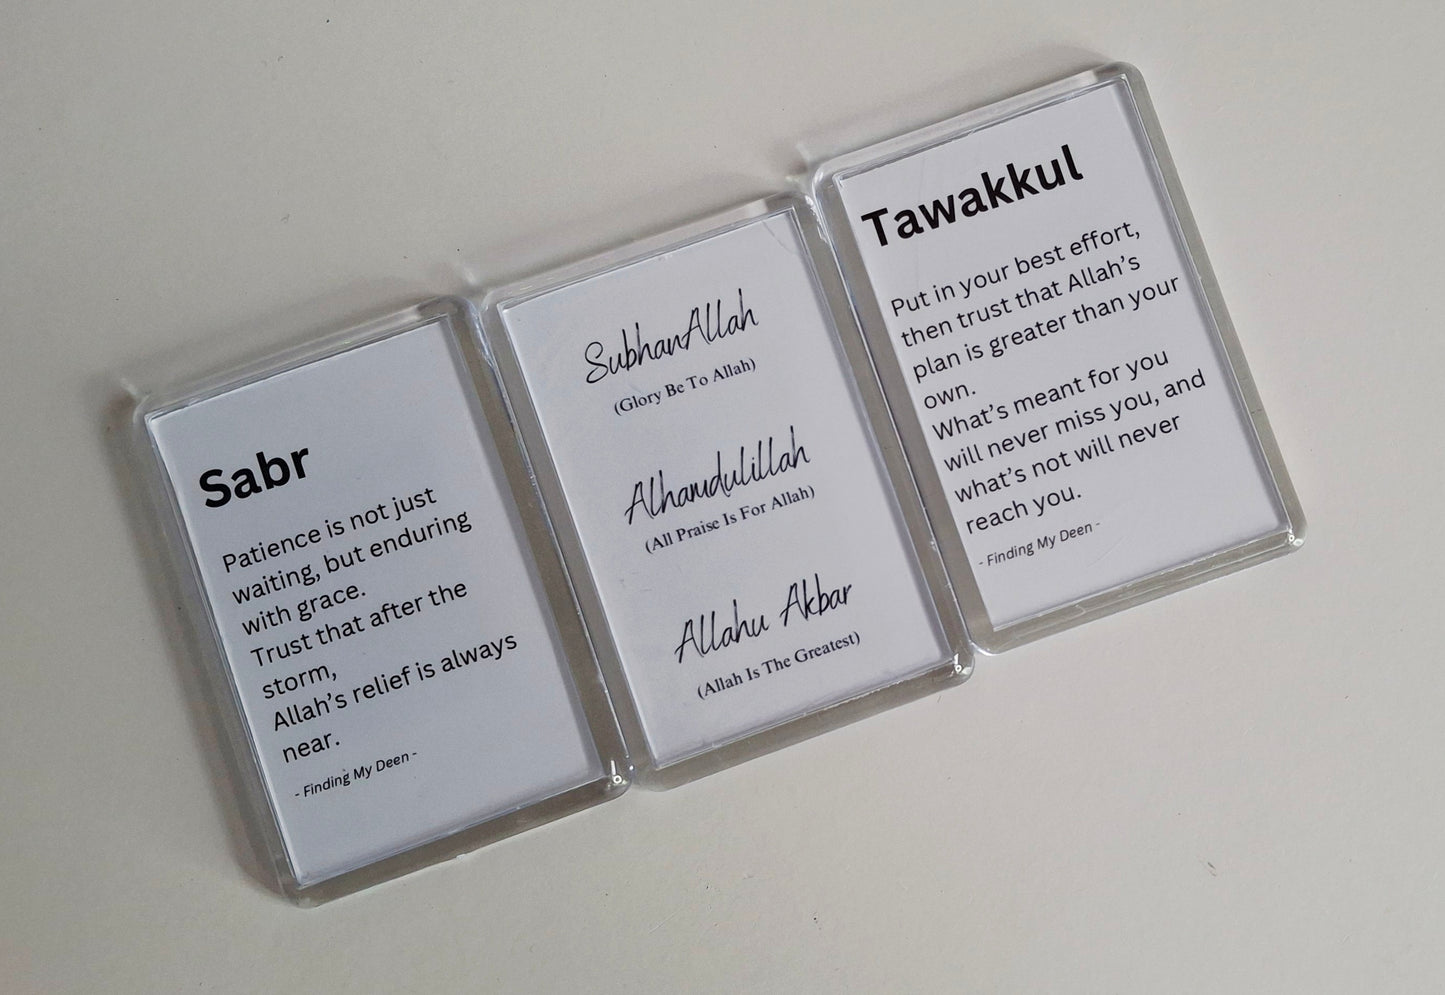 Sabr
Patience is not just
waiting, but enduring
with grace.
Trust that after the
storm,
Allah's relief is always
near.
- Finding My Deen -
SubhanAllah
(Glory Be To Allah)
Alhamdulillah
(All Praise Is For Allah)
Allahu Akbar
(Allah Is The Greatest)
Tawakkul
Put in your best effort,
then trust that Allah's
plan is greater than your
own.
What's meant for you
will never miss you, and
what's not will never
reach you.
- Finding My Deen -